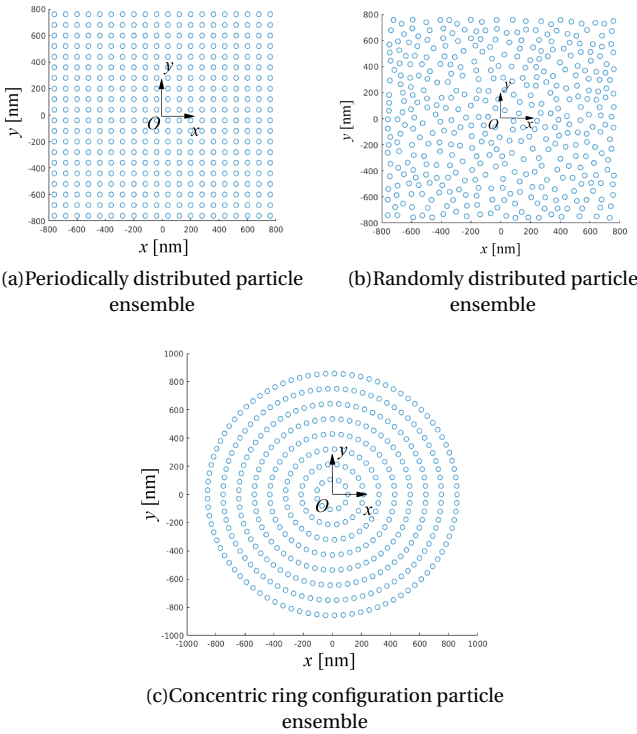 800
600
400
200
0
-200
-400
-600
-800
y [nm]
y
O
x
-800 -600 -400 -200 0 200 400 600 800
x [nm]
(a)Periodically distributed particle
ensemble
800
600
400
200
0
-200
-400
-600
-800
y [nm]
y
O
x
-800 -600 -400 -200 0 200 400 600 800
x [nm]
(b)Randomly distributed particle
ensemble
1000
800
600
400
200
0
-200
-400
-600
-800
-1000
y [nm]
y
O
x
-1000 -800 -600 -400 -200 0 200 400 600 800 1000
x [nm]
(c)Concentric ring configuration particle
ensemble